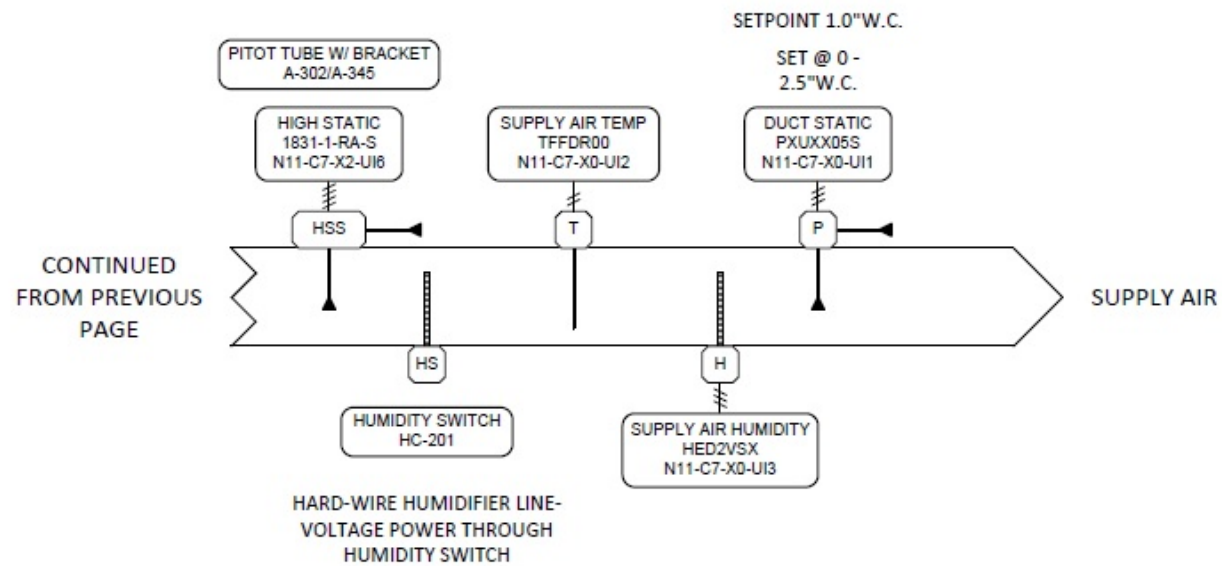 SETPOINT 1.0"W.C.
SET @ 0 -
2.5"W.C.
PITOT TUBE W/ BRACKET
A-302/A-345
HIGH STATIC
1831-1-RA-S
N11-C7-X2-UI6
SUPPLY AIR TEMP
TFFDR00
N11-C7-X0-UI2
DUCT STATIC
PXUXX05S
N11-C7-X0-UI1
HSS
T
P
CONTINUED
FROM PREVIOUS
PAGE
SUPPLY AIR
HS
H
HUMIDITY SWITCH
HC-201
SUPPLY AIR HUMIDITY
HED2VSX
N11-C7-X0-UI3
HARD-WIRE HUMIDIFIER LINE-
VOLTAGE POWER THROUGH
HUMIDITY SWITCH